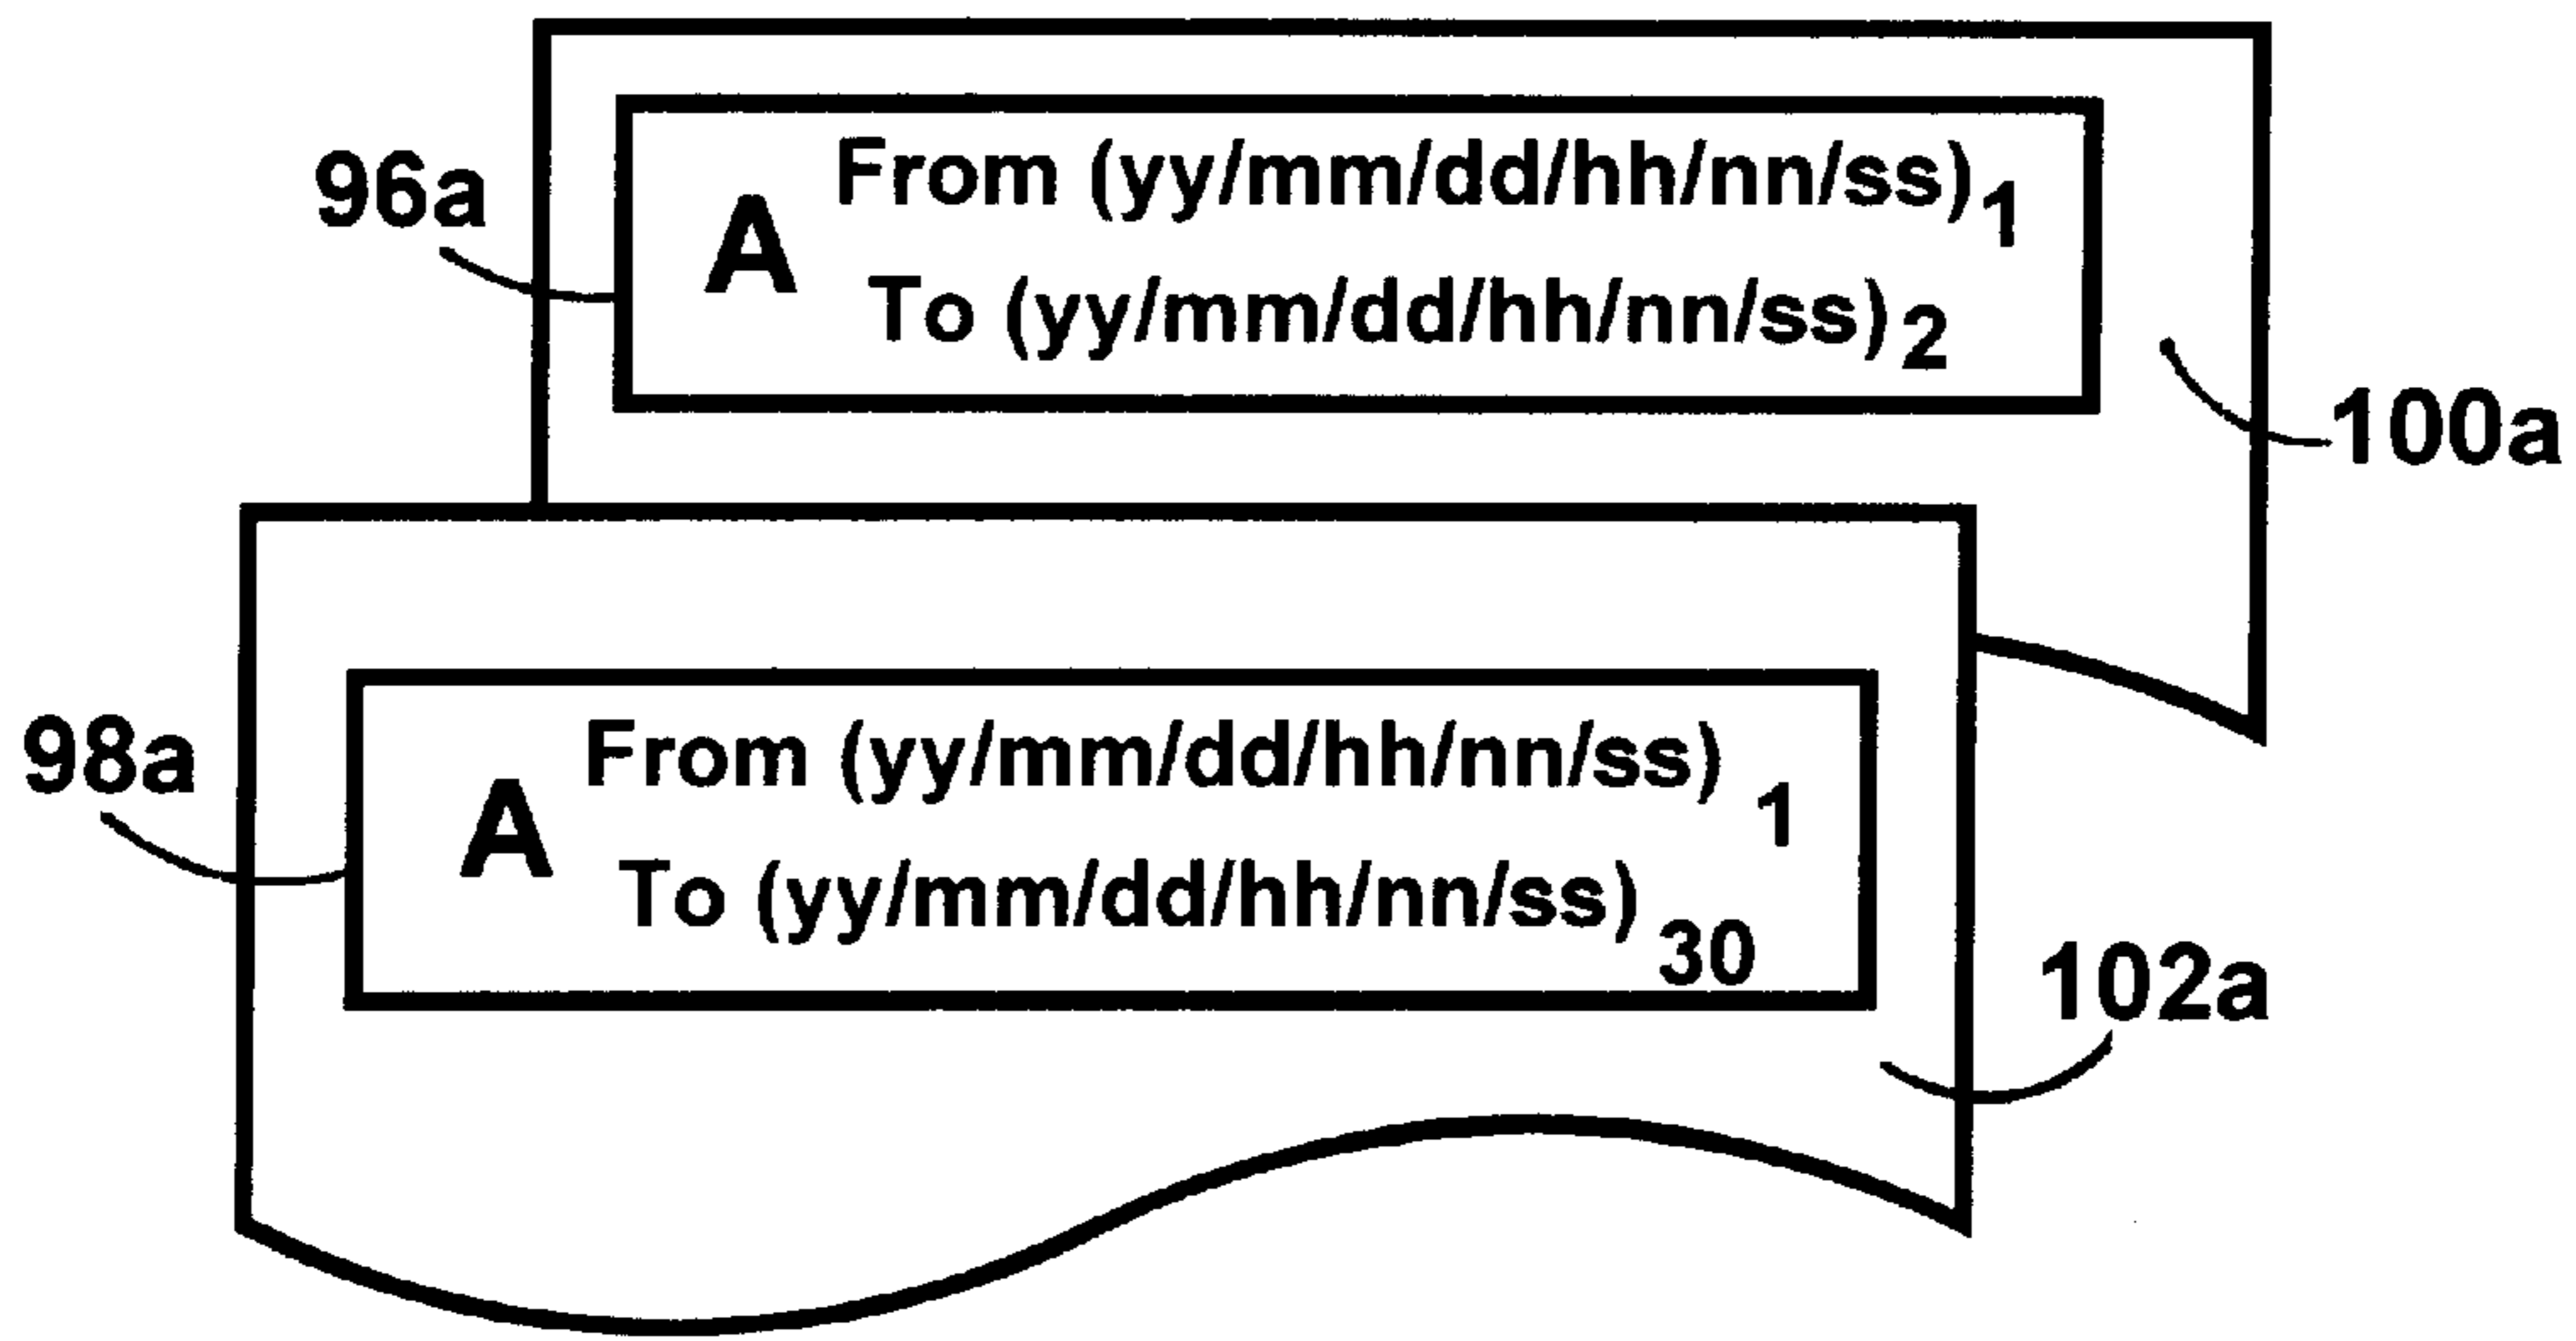 96a
A From (yy/mm/dd/hh/nn/ss)1
To (yy/mm/dd/hh/nn/ss)2
100a
98a
A From (yy/mm/dd/hh/nn/ss) 1
To (yy/mm/dd/hh/nn/ss) 30
102a